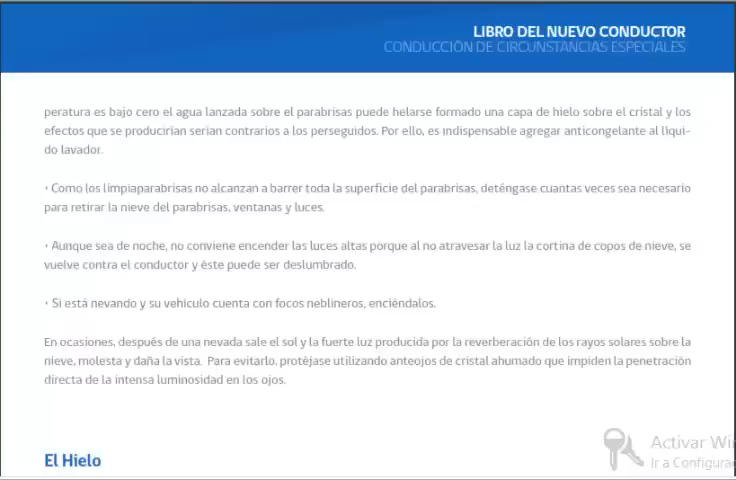 LIBRO DEL NUEVO CONDUCTOR
CONDUCCIÓN DE CIRCUNSTANCIAS ESPECIALES
peratura es bajo cero el agua lanzada sobre el parabrisas puede helarse formado una capa de hielo sobre el cristal y los
efectos que se producirían serían contrarios a los perseguidos. Por ello, es indispensable agregar anticongelante al líqui-
do lavador.
• Como los limpiaparabrisas no alcanzan a barrer toda la superficie del parabrisas, deténgase cuantas veces sea necesario
para retirar la nieve del parabrisas, ventanas y luces.
• Aunque sea de noche, no conviene encender las luces altas porque al no atravesar la luz la cortina de copos de nieve, se
vuelve contra el conductor y éste puede ser deslumbrado.
• Si está nevando y su vehículo cuenta con focos neblineros, enciéndalos.
En ocasiones, después de una nevada sale el sol y la fuerte luz producida por la reverberación de los rayos solares sobre la
nieve, molesta y daña la vista. Para evitarlo, protéjase utilizando anteojos de cristal ahumado que impiden la penetración
directa de la intensa luminosidad en los ojos.
El Hielo
Activar Wi
Ir a Configura